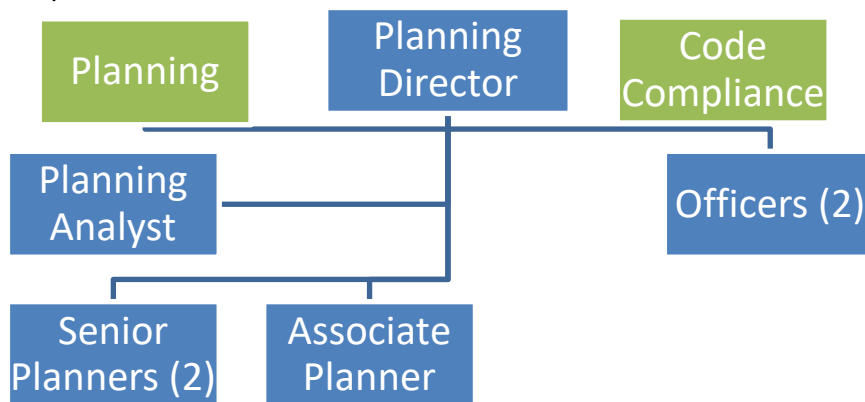 Planning
Planning
Director
Code
Compliance
Planning
Analyst
Officers (2)
Senior
Planners (2)
Associate
Planner